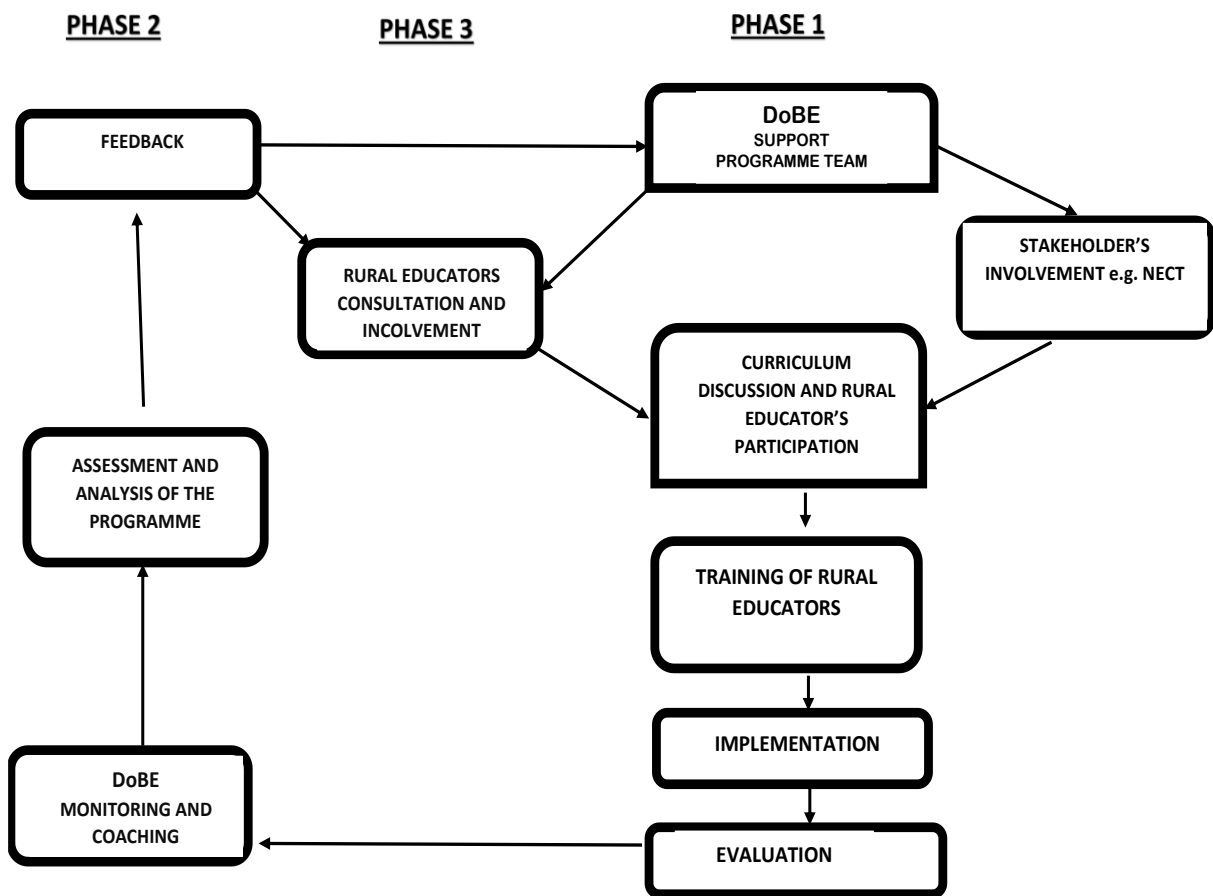 PHASE 2
PHASE 3
PHASE 1
FEEDBACK
DoBE
SUPPORT
PROGRAMME TEAM
STAKEHOLDER’S
INVOLVEMENT e.g. NECT
RURAL EDUCATORS
CONSULTATION AND
INCOLVEMENT
CURRICULUM
DISCUSSION AND RURAL
EDUCATOR’S
PARTICIPATION
ASSESSMENT AND
ANALYSIS OF THE
PROGRAMME
TRAINING OF RURAL
EDUCATORS
IMPLEMENTATION
DoBE
MONITORING AND
COACHING
EVALUATION